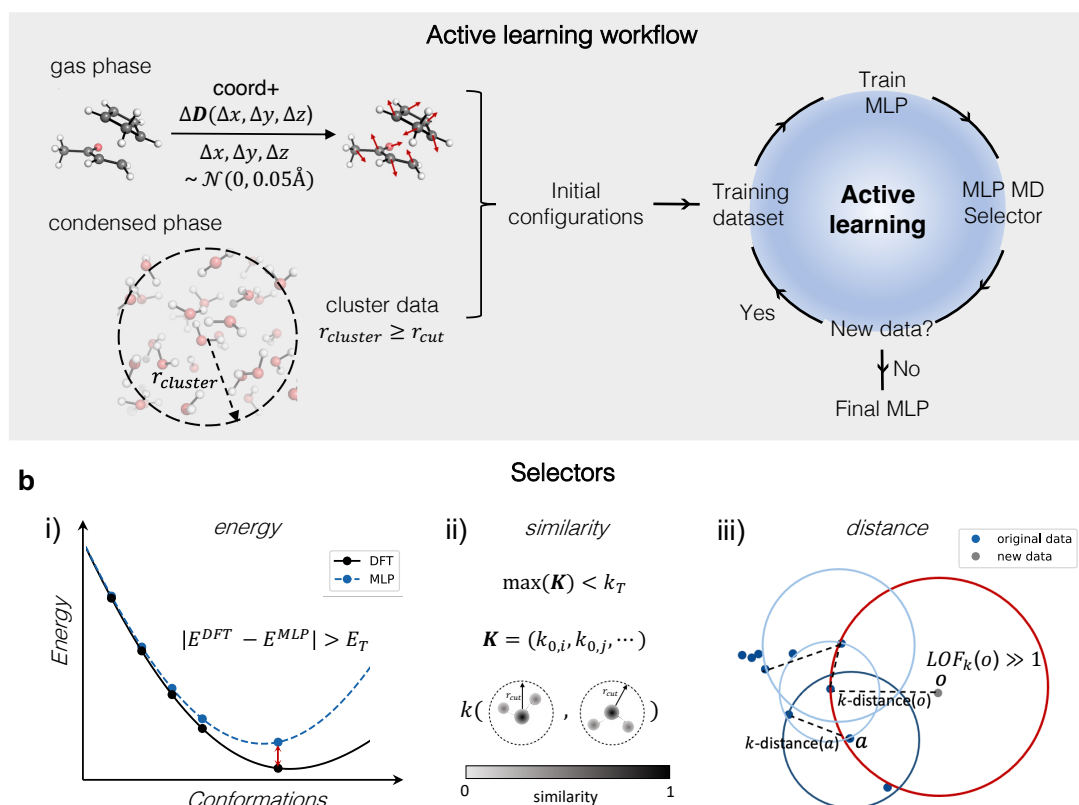 Active learning workflow
gas phase
coord+
Δ𝑫(Δx, Δy, Δz)
Δx, Δy, Δz
~ 𝒩(0, 0.05Å)
condensed phase
r_cluster
cluster data
r_cluster ≥ r_cut
Initial
configurations
Train
MLP
Training
dataset
Active
learning
MLP MD
Selector
Yes
New data?
No
Final MLP
b
Selectors
i)
energy
DFT
MLP
|E^DFT − E^MLP| > E_T
Energy
Conformations
ii)
similarity
max(𝑲) < k_T
𝑲 = (k_0,i, k_0,j, ⋯)
k( r_cut , r_cut )
0
1
similarity
iii)
distance
original data
new data
LOF_k(o) ≫ 1
o
k-distance(o)
k-distance(a)
a